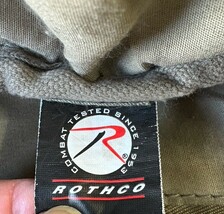 COMBAT TESTED SINCE 1953
R
®
ROTHCO